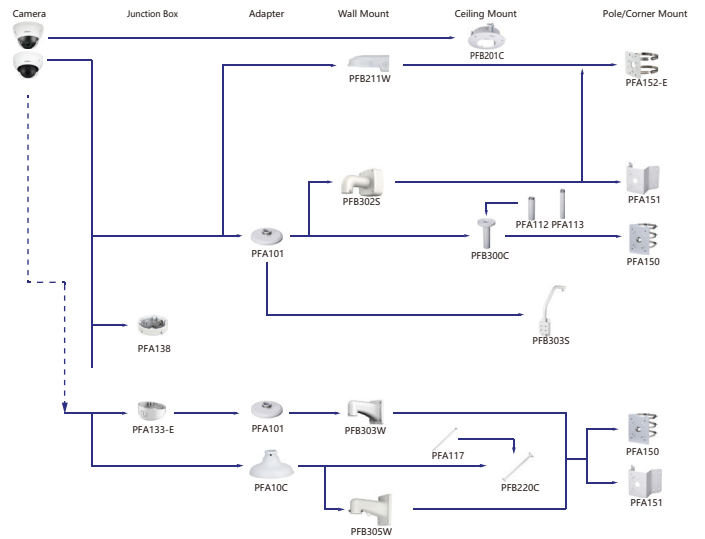 Camera
Junction Box
Adapter
Wall Mount
Ceiling Mount
Pole/Corner Mount
PFB201C
PFB211W
PFA152-E
PFB302S
PFA151
PFA112
PFA113
PFA101
PFB300C
PFA150
PFB303S
PFA138
PFA133-E
PFA101
PFB303W
PFA117
PFA150
PFA10C
PFB220C
PFA151
PFB305W